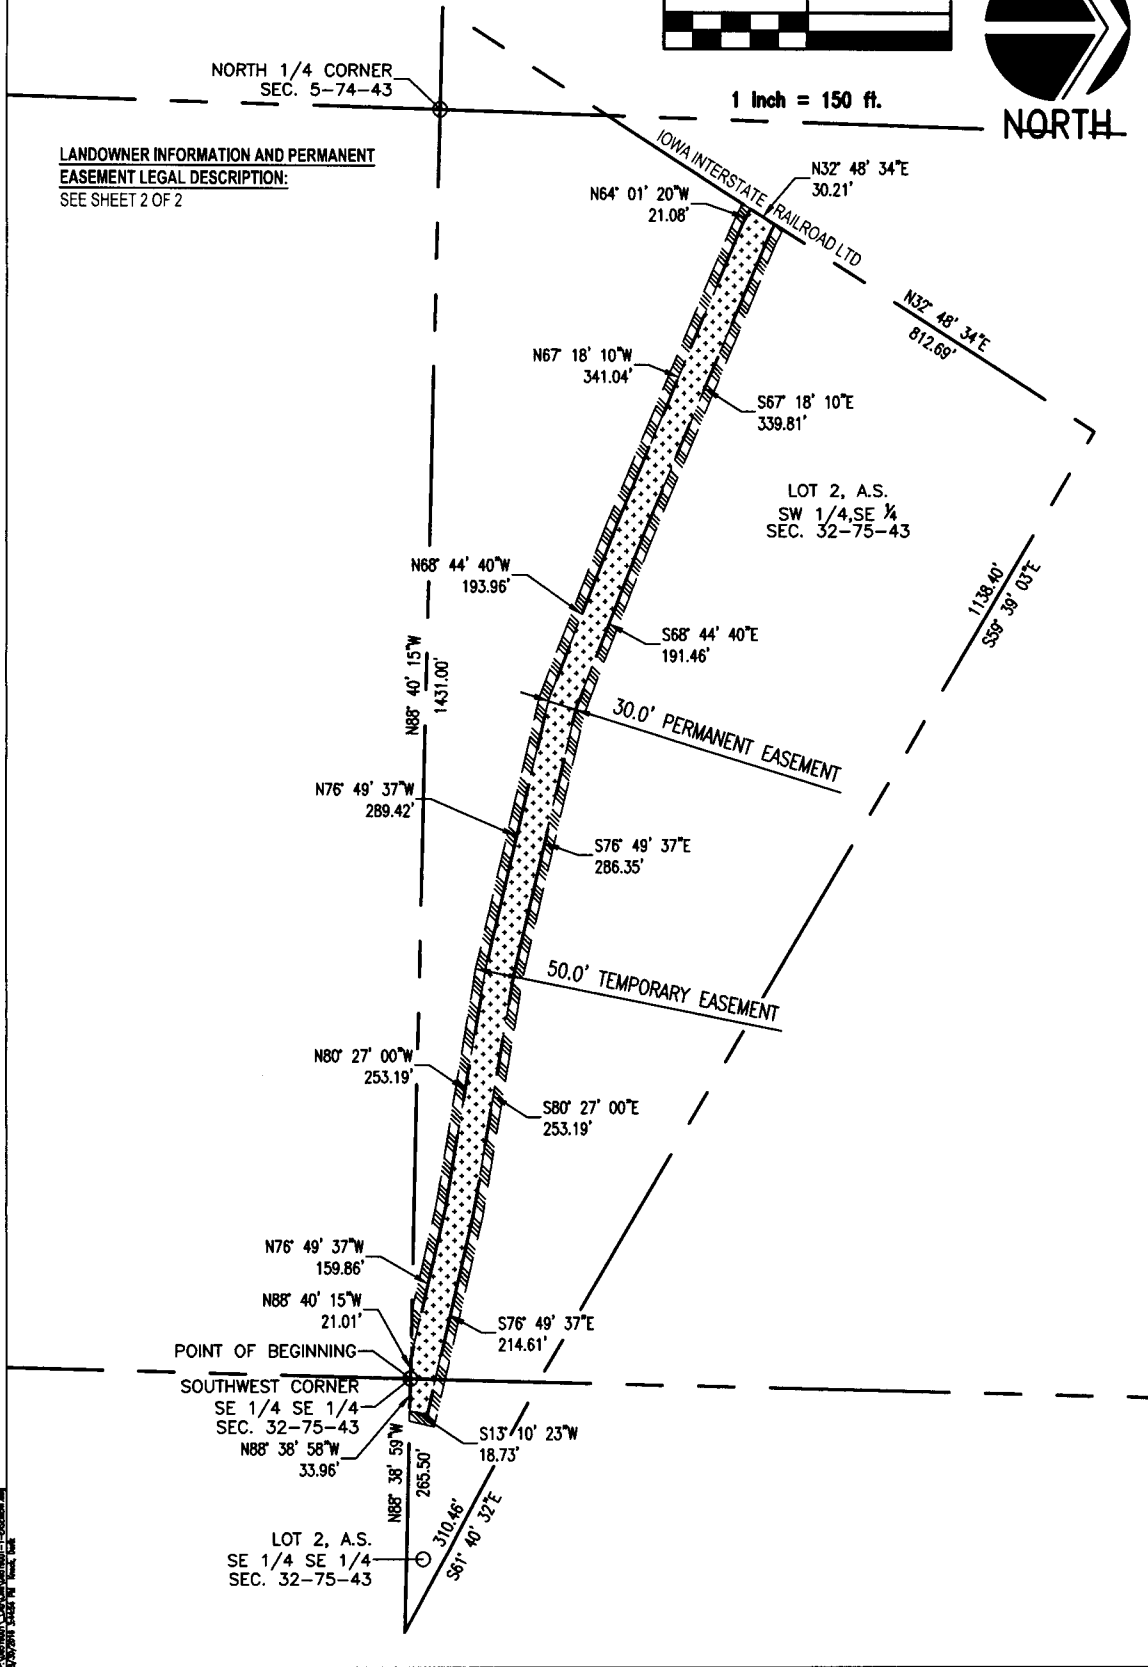 NORTH 1/4 CORNER
SEC. 5-74-43
1 inch = 150 ft.
NORTH
LANDOWNER INFORMATION AND PERMANENT
EASEMENT LEGAL DESCRIPTION:
SEE SHEET 2 OF 2
IOWA INTERSTATE RAILROAD LTD
N32° 48' 34"E
30.21'
N64° 01' 20"W
21.08'
N32° 48' 34"E
812.69'
N67° 18' 10"W
341.04'
S67° 18' 10"E
339.81'
LOT 2, A.S.
SW 1/4,SE 1/4
SEC. 32-75-43
N68° 44' 40"W
193.96'
1138.40'
S59° 39' 03"E
S68° 44' 40"E
191.46'
N88° 40' 15"W
1431.00'
30.0' PERMANENT EASEMENT
N76° 49' 37"W
289.42'
S76° 49' 37"E
286.35'
50.0' TEMPORARY EASEMENT
N80° 27' 00"W
253.19'
S80° 27' 00"E
253.19'
N76° 49' 37"W
159.86'
N88° 40' 15"W
21.01'
S76° 49' 37"E
214.61'
POINT OF BEGINNING
SOUTHWEST CORNER
SE 1/4 SE 1/4
SEC. 32-75-43
N88° 38' 58"W
33.96'
S13° 10' 23"W
18.73'
N88° 38' 59"W
265.50'
310.46'
S61° 40' 32"E
LOT 2, A.S.
SE 1/4 SE 1/4
SEC. 32-75-43